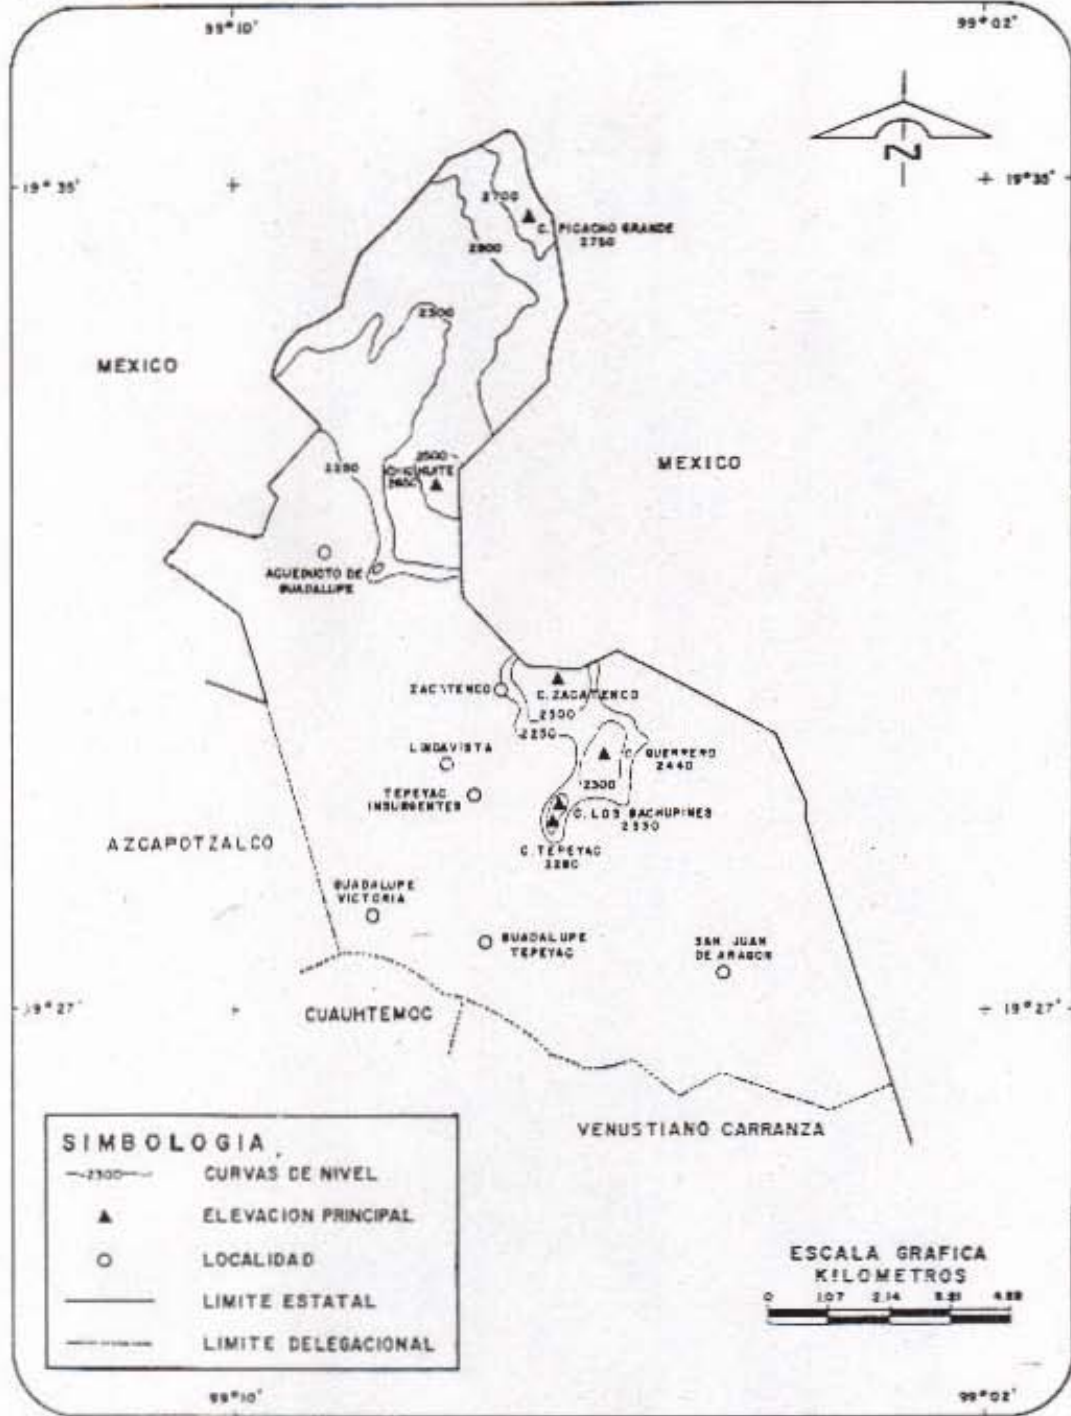 99°10'
99°02'
N
19°35'
19°35'
2700
C. PICACHO GRANDE
2750
2300
MEXICO
MEXICO
2500
AGUEDUCTO DE
GUADALUPE
ZACATENCO
C. ZACATENCO
2300
2250
LINDAVISTA
C. GUERRERO
2440
TEPEYAC
INSURGENTES
2300
C. LOS GACHUPINES
2330
C. TEPEYAC
AZCAPOTZALCO
GUADALUPE
VICTORIA
GUADALUPE
TEPEYAC
SAN JUAN
DE ARAGON
19°27'
19°27'
CUAUHTEMOC
VENUSTIANO CARRANZA
SIMBOLOGIA
2300
CURVAS DE NIVEL
ELEVACION PRINCIPAL
LOCALIDAD
LIMITE ESTATAL
LIMITE DELEGACIONAL
ESCALA GRAFICA
KILOMETROS
0 1.07 2.14
99°10'
99°02'